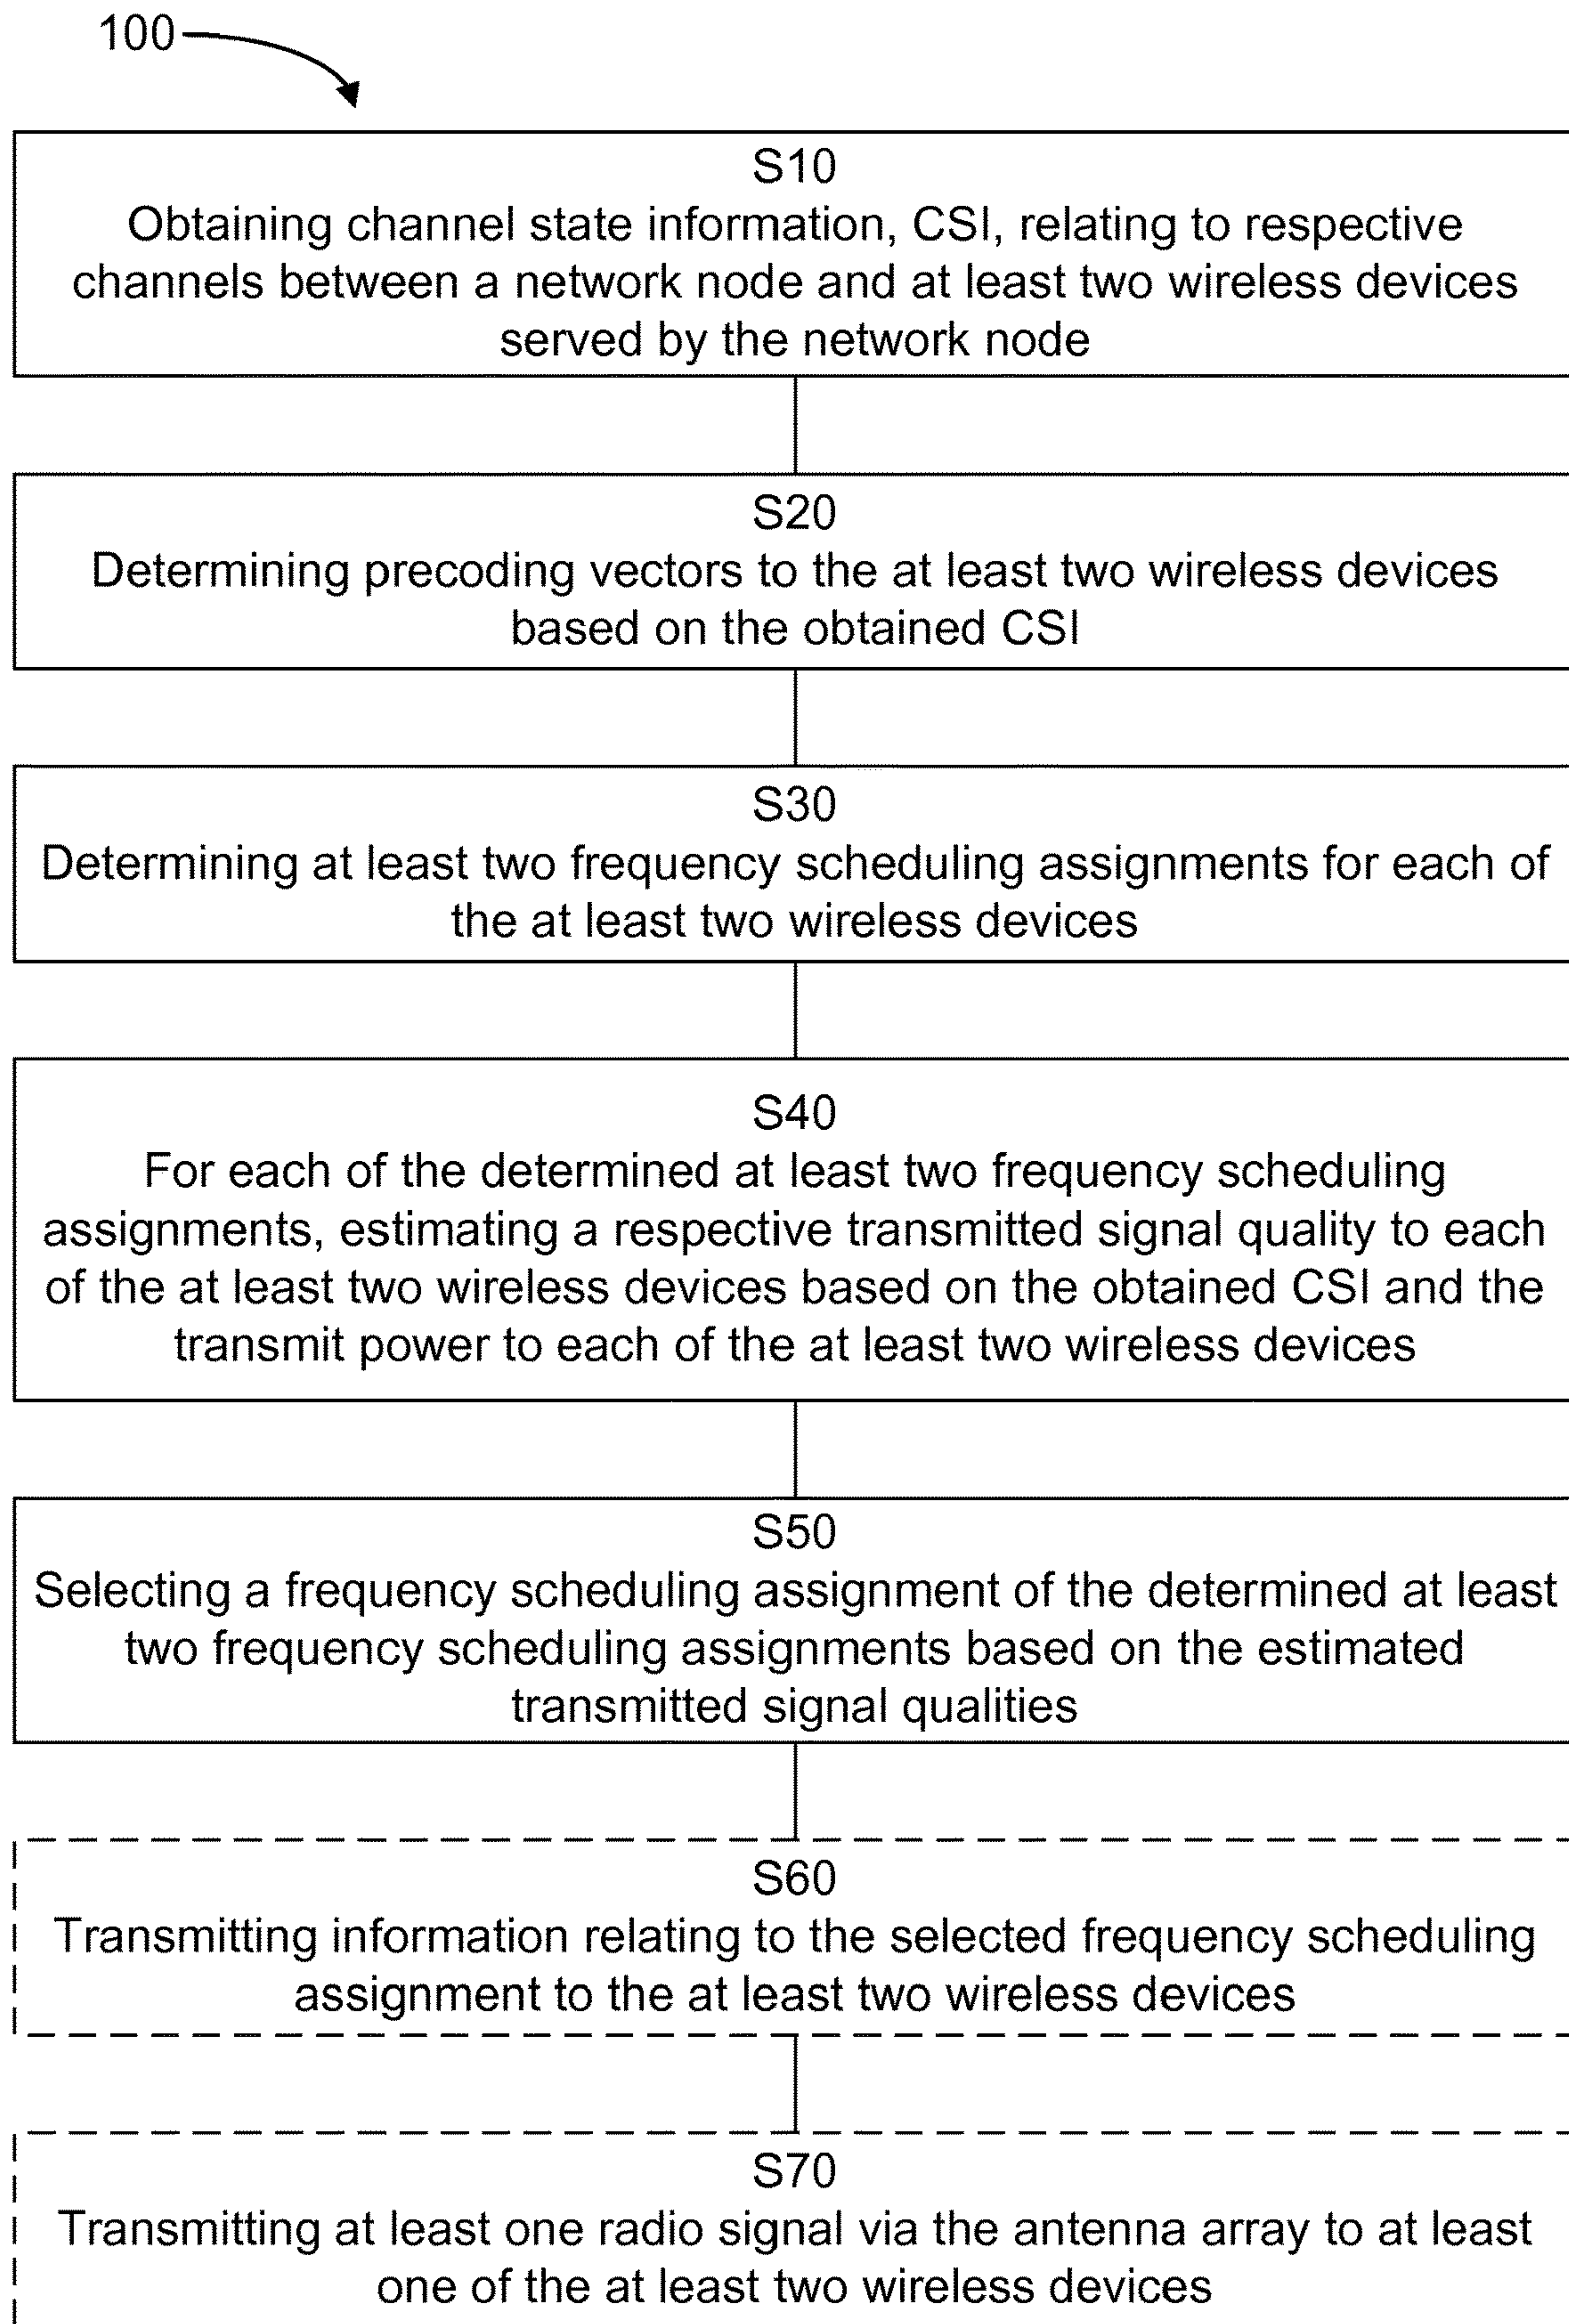 100
S10
Obtaining channel state information, CSI, relating to respective
channels between a network node and at least two wireless devices
served by the network node
S20
Determining precoding vectors to the at least two wireless devices
based on the obtained CSI
S30
Determining at least two frequency scheduling assignments for each of
the at least two wireless devices
S40
For each of the determined at least two frequency scheduling
assignments, estimating a respective transmitted signal quality to each
of the at least two wireless devices based on the obtained CSI and the
transmit power to each of the at least two wireless devices
S50
Selecting a frequency scheduling assignment of the determined at least
two frequency scheduling assignments based on the estimated
transmitted signal qualities
S60
Transmitting information relating to the selected frequency scheduling
assignment to the at least two wireless devices
S70
Transmitting at least one radio signal via the antenna array to at least
one of the at least two wireless devices